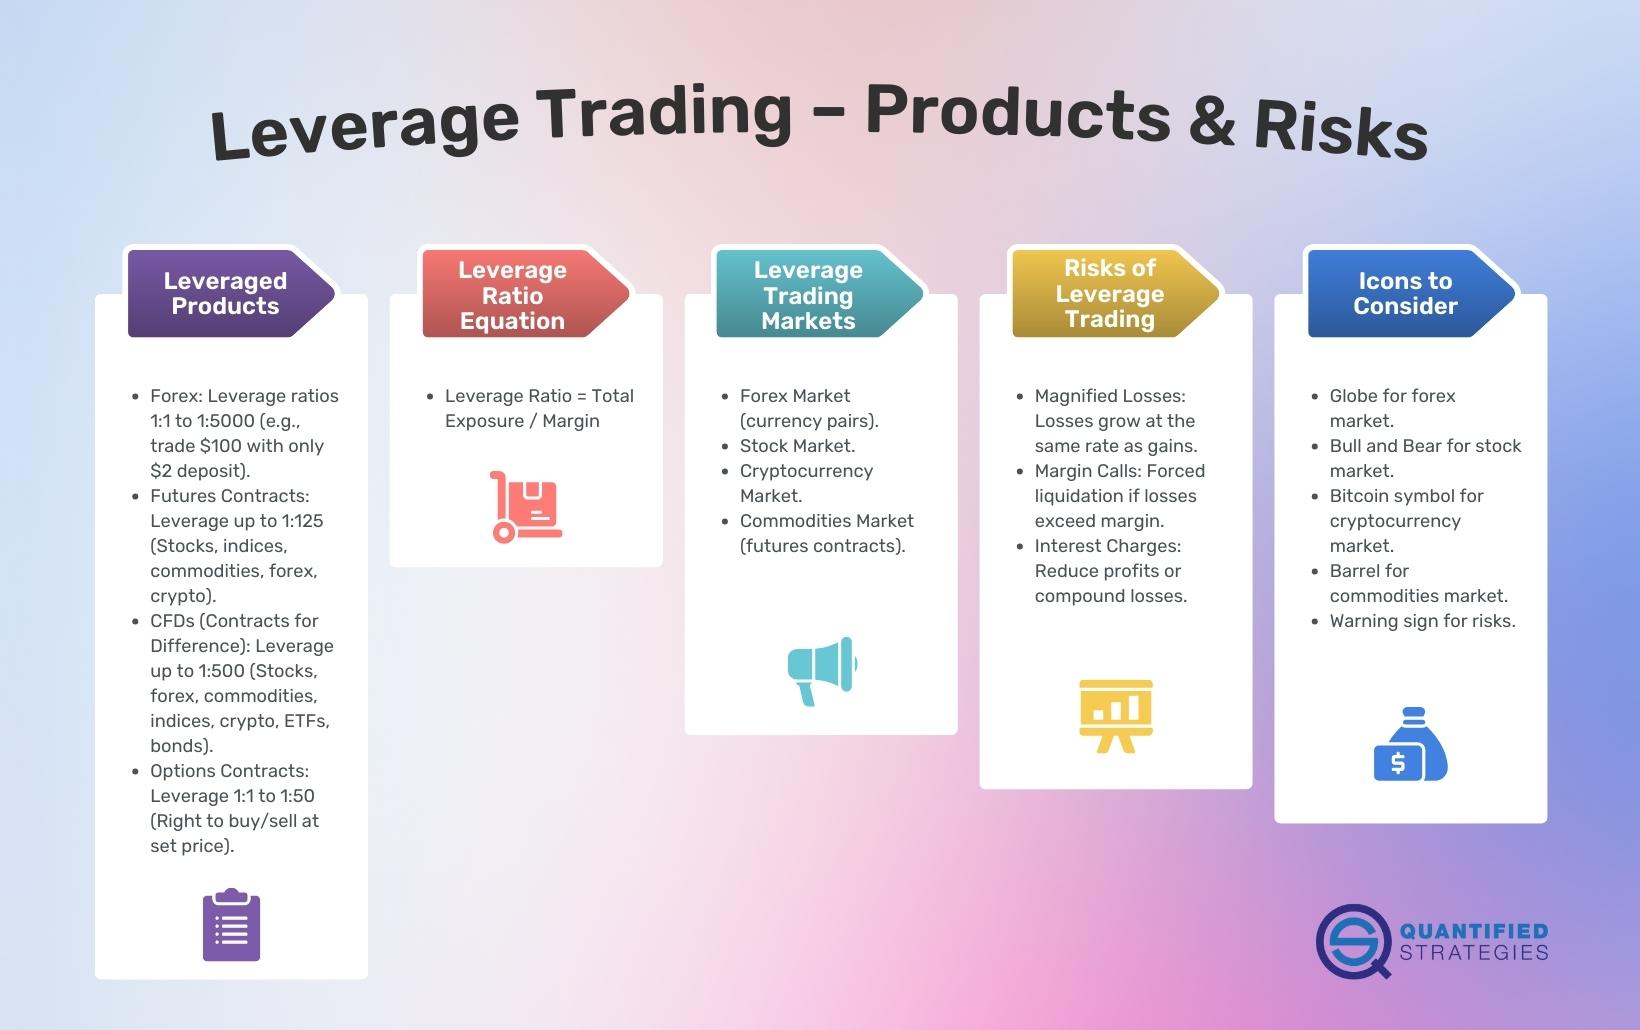 Leverage Trading – Products & Risks
Leveraged
Products
• Forex: Leverage ratios
1:1 to 1:5000 (e.g.,
trade $100 with only
$2 deposit).
• Futures Contracts:
Leverage up to 1:125
(Stocks, indices,
commodities, forex,
crypto).
• CFDs (Contracts for
Difference): Leverage
up to 1:500 (Stocks,
forex, commodities,
indices, crypto, ETFs,
bonds).
• Options Contracts:
Leverage 1:1 to 1:50
(Right to buy/sell at
set price).
Leverage
Ratio
Equation
• Leverage Ratio = Total
Exposure / Margin
Leverage
Trading
Markets
• Forex Market
(currency pairs).
• Stock Market.
• Cryptocurrency
Market.
• Commodities Market
(futures contracts).
Risks of
Leverage
Trading
• Magnified Losses:
Losses grow at the
same rate as gains.
• Margin Calls: Forced
liquidation if losses
exceed margin.
• Interest Charges:
Reduce profits or
compound losses.
Icons to
Consider
• Globe for forex
market.
• Bull and Bear for stock
market.
• Bitcoin symbol for
cryptocurrency
market.
• Barrel for
commodities market.
• Warning sign for risks.
$
QUANTIFIED
STRATEGIES